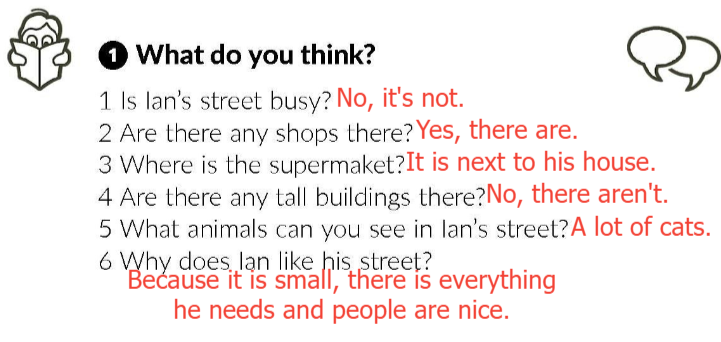 1 What do you think?
1 Is Ian's street busy? No, it's not.
2 Are there any shops there? Yes, there are.
3 Where is the supermaket? It is next to his house.
4 Are there any tall buildings there? No, there aren't.
5 What animals can you see in Ian's street? A lot of cats.
6 Why does Ian like his street?
Because it is small, there is everything
he needs and people are nice.